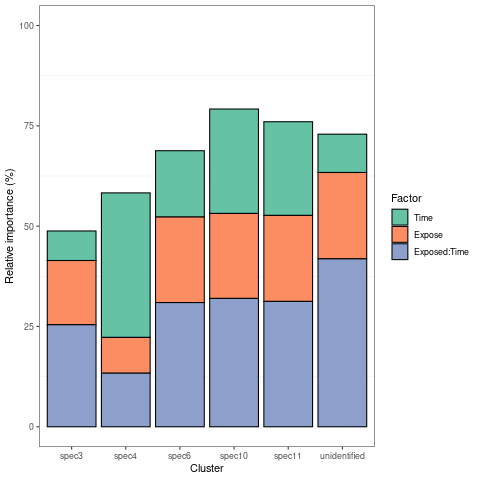 Relative importance (%)
100
75
50
25
0
spec3 spec4 spec6 spec10 spec11 unidentified
Cluster
Factor
Time
Expose
Exposed:Time